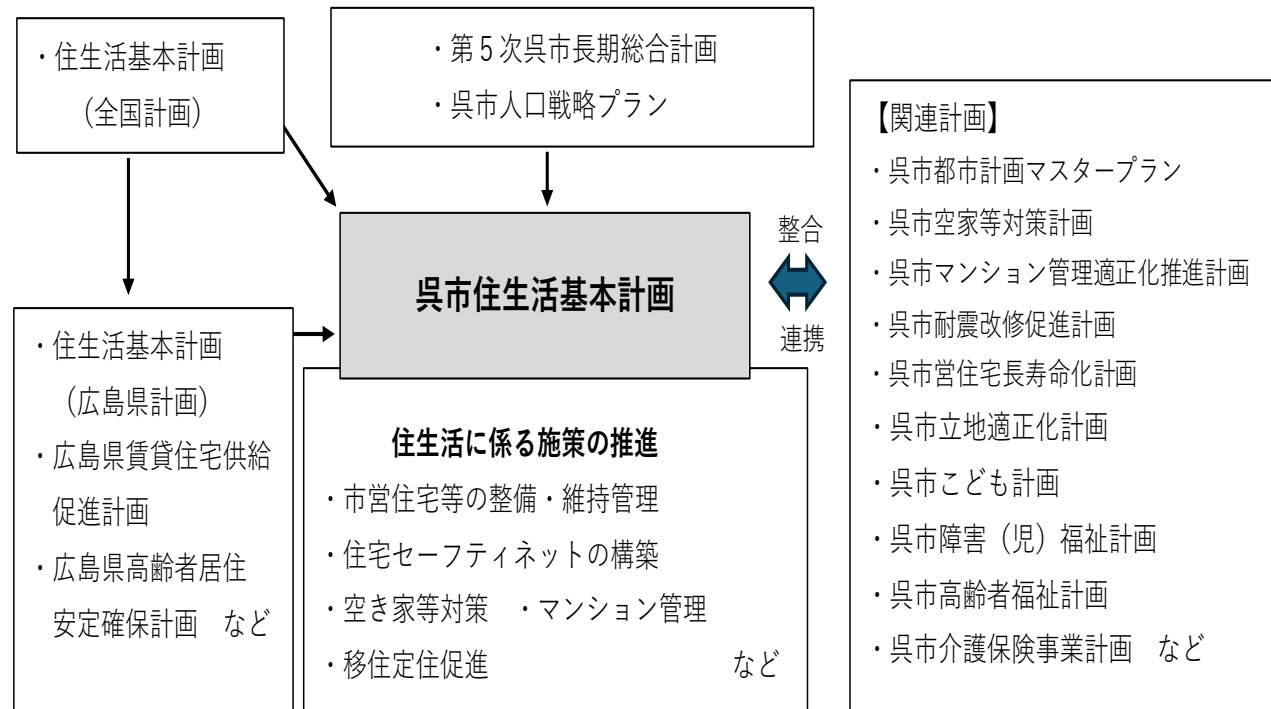 ・住生活基本計画
(全国計画)
・第５次呉市長期総合計画
・呉市人口戦略プラン
呉市住生活基本計画
整合
連携
・住生活基本計画
(広島県計画)
・広島県賃貸住宅供給
促進計画
・広島県高齢者居住
安定確保計画　など
住生活に係る施策の推進
・市営住宅等の整備・維持管理
・住宅セーフティネットの構築
・空き家等対策　・マンション管理
・移住定住促進　など
【関連計画】
・呉市都市計画マスタープラン
・呉市空家等対策計画
・呉市マンション管理適正化推進計画
・呉市耐震改修促進計画
・呉市営住宅長寿命化計画
・呉市立地適正化計画
・呉市こども計画
・呉市障害（児）福祉計画
・呉市高齢者福祉計画
・呉市介護保険事業計画　など